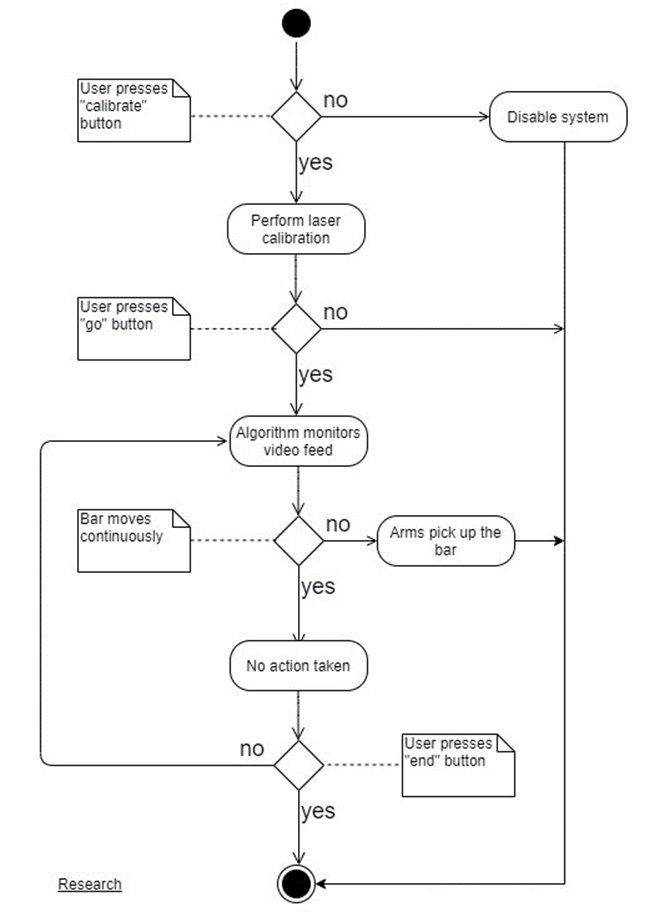 User presses
"calibrate"
button
no
Disable system
yes
Perform laser
calibration
User presses
"go" button
no
yes
Algorithm monitors
video feed
Bar moves
continuously
no
Arms pick up the
bar
yes
No action taken
no
User presses
"end" button
yes
Research